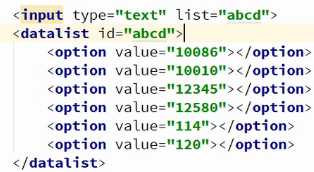 <input type="text" list="abcd">
<datalist id="abcd">
<option value="10086"></option>
<option value="10010"></option>
<option value="12345"></option>
<option value="12580"></option>
<option value="114"></option>
<option value="120"></option>
</datalist>